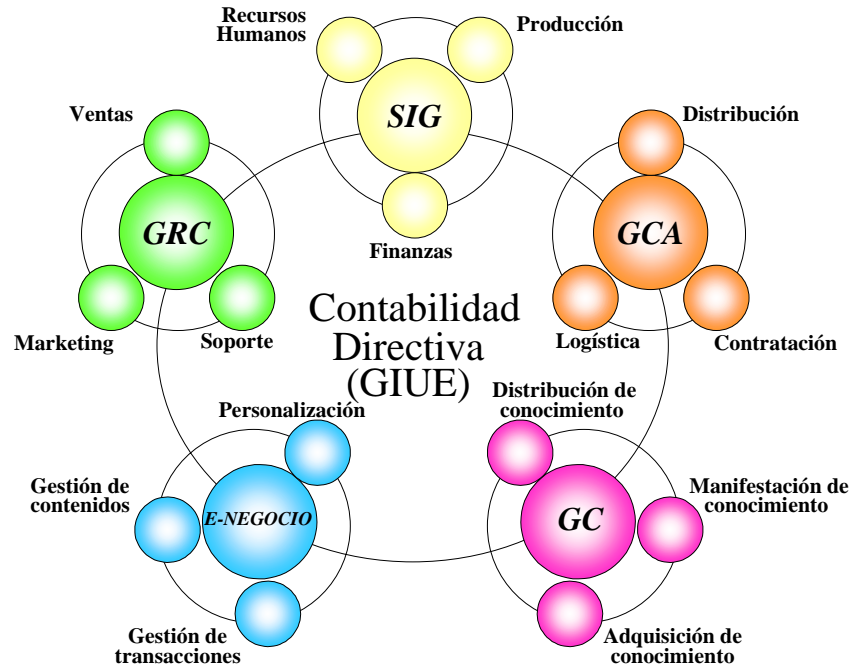 Recursos
Humanos
Producción
SIG
Finanzas
Ventas
GRC
Marketing
Soporte
Distribución
GCA
Logística
Contratación
Contabilidad
Directiva
(GIUE)
Personalización
Gestión de
contenidos
E-NEGOCIO
Gestión de
transacciones
Distribución de
conocimiento
Manifestación de
conocimiento
GC
Adquisición de
conocimiento